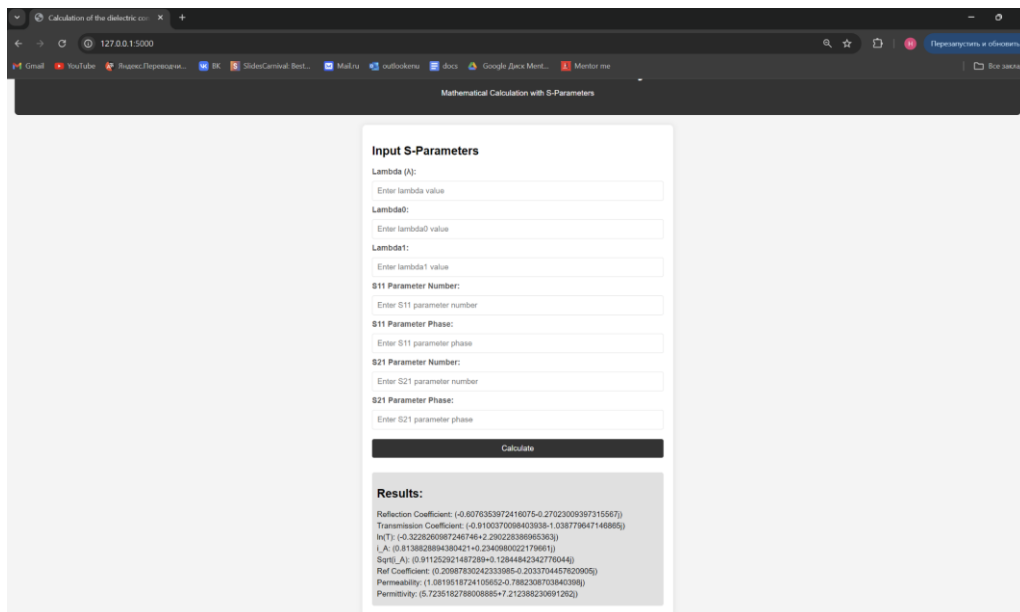 Calculation of the dielectric con
127.0.0.1:5000
Перезапустить и обновить
Gmail YouTube Яндекс.Переводчи... ВК SlidesCarnival: Best... Mail.ru outlookenu docs Google Диск Мент... Mentor me Все закла
Mathematical Calculation with S-Parameters
Input S-Parameters
Lambda (λ):
Enter lambda value
Lambda0:
Enter lambda0 value
Lambda1:
Enter lambda1 value
S11 Parameter Number:
Enter S11 parameter number
S11 Parameter Phase:
Enter S11 parameter phase
S21 Parameter Number:
Enter S21 parameter number
S21 Parameter Phase:
Enter S21 parameter phase
Calculate
Results:
Reflection Coefficient: (-0.6076353972416075-0.27023009397315567j)
Transmission Coefficient: (-0.9100370098403938-1.038779647146865j)
ln(T): (-0.3228260987246746+2.290228386965363j)
i_A: (0.8138828894380421+0.2340980022179661j)
Sqrt(i_A): (0.911252921487289+0.12844842342776044j)
Ref Coefficient: (0.20987830242333985-0.2033704457620905j)
Permeability: (1.0819518724105652-0.7882308703840398j)
Permittivity: (5.7235182788008885+7.212388230691262j)